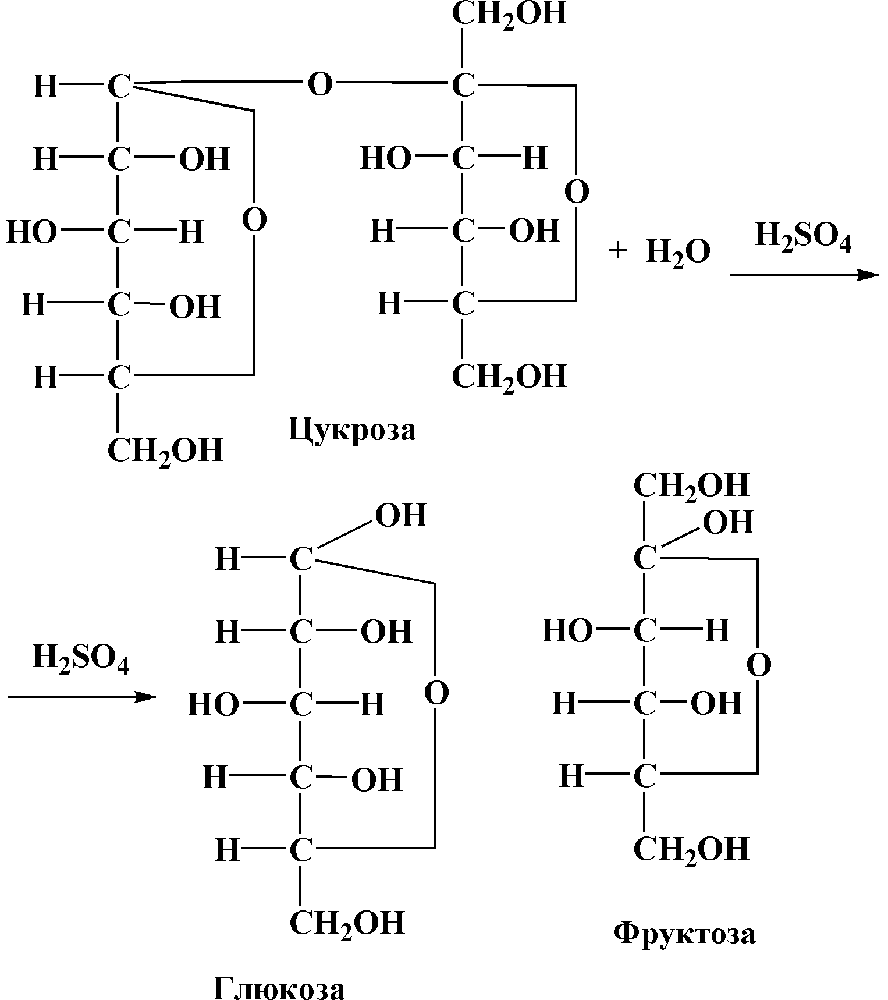 CH2OH
H C O C
H C OH HO C H
O
O
HO C H H C OH + H2O H2SO4
H C OH H C
H C CH2OH
Цукроза
CH2OH
CH2OH
OH OH
H C C
H C OH HO C H
H2SO4 O
O
HO C H H C OH
H C OH H C
H C CH2OH
CH2OH
Фруктоза
Глюкоза